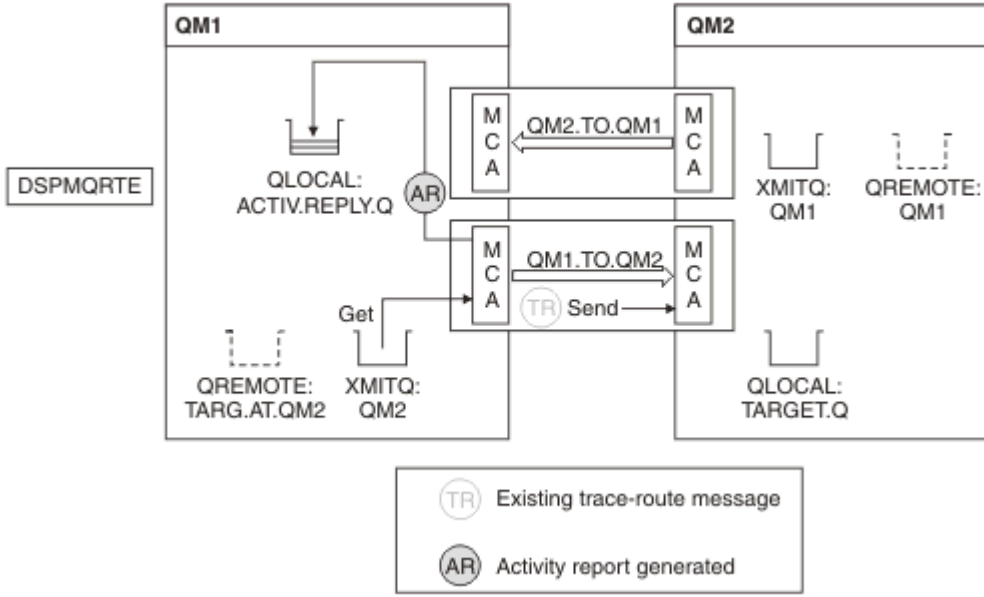 QM1
QM2
DSPMQRTE
QLOCAL:
ACTIV.REPLY.Q
AR
M
C
A
QM2.TO.QM1
M
C
A
XMITQ:
QM1
QREMOTE:
QM1
M
C
A
QM1.TO.QM2
TR
Send
M
C
A
Get
QREMOTE:
TARG.AT.QM2
XMITQ:
QM2
QLOCAL:
TARGET.Q
TR Existing trace-route message
AR Activity report generated